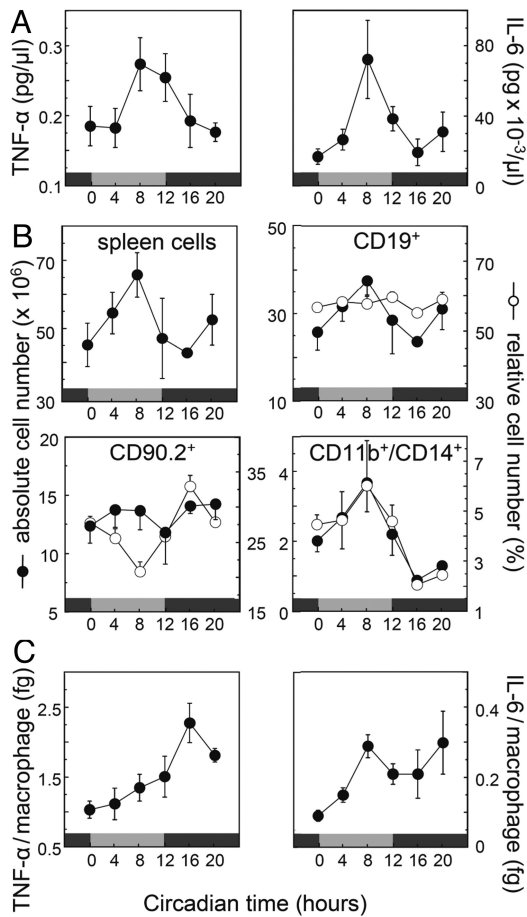 A
TNF-α (pg/µl)
0.3
0.2
0.1
0 4 8 12 16 20
IL-6 (pg x 10-3/µl)
80
40
0
0 4 8 12 16 20
B
absolute cell number (x 10⁶)
relative cell number (%)
spleen cells
70
50
30
0 4 8 12 16 20
CD19⁺
50
30
10
70
50
30
0 4 8 12 16 20
CD90.2⁺
20
15
10
5
35
25
15
0 4 8 12 16 20
CD11b⁺/CD14⁺
4
2
0
7
5
3
1
0 4 8 12 16 20
C
TNF-α/macrophage (fg)
2.5
1.5
0.5
0 4 8 12 16 20
IL-6/macrophage (fg)
0.4
0.2
0
0 4 8 12 16 20
Circadian time (hours)